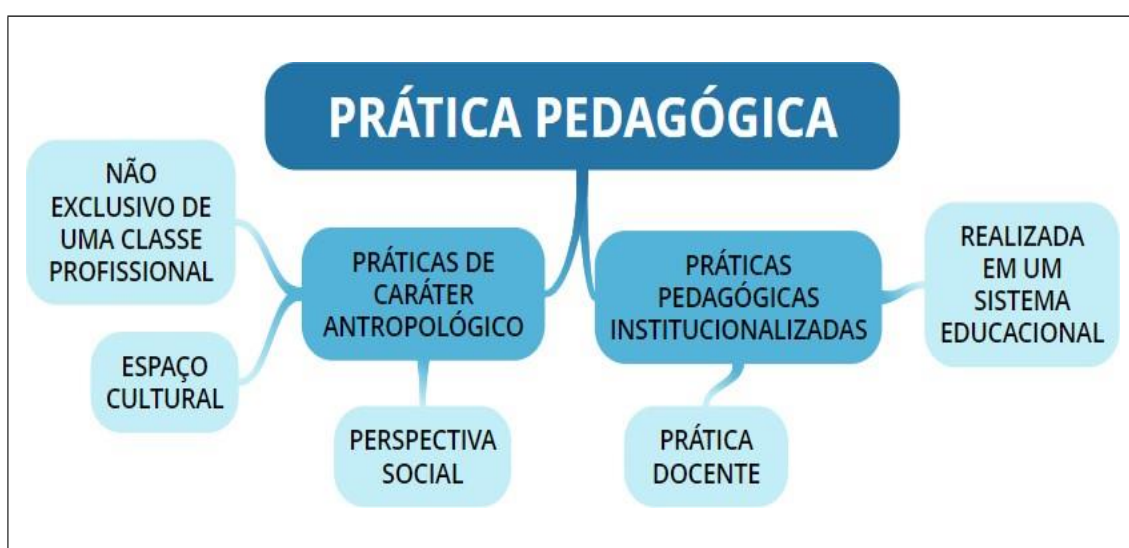 PRÁTICA PEDAGÓGICA
NÃO
EXCLUSIVO DE
UMA CLASSE
PROFISSIONAL
ESPAÇO
CULTURAL
PRÁTICAS DE
CARÁTER
ANTROPOLÓGICO
PERSPECTIVA
SOCIAL
PRÁTICAS
PEDAGÓGICAS
INSTITUCIONALIZADAS
PRÁTICA
DOCENTE
REALIZADA
EM UM
SISTEMA
EDUCACIONAL